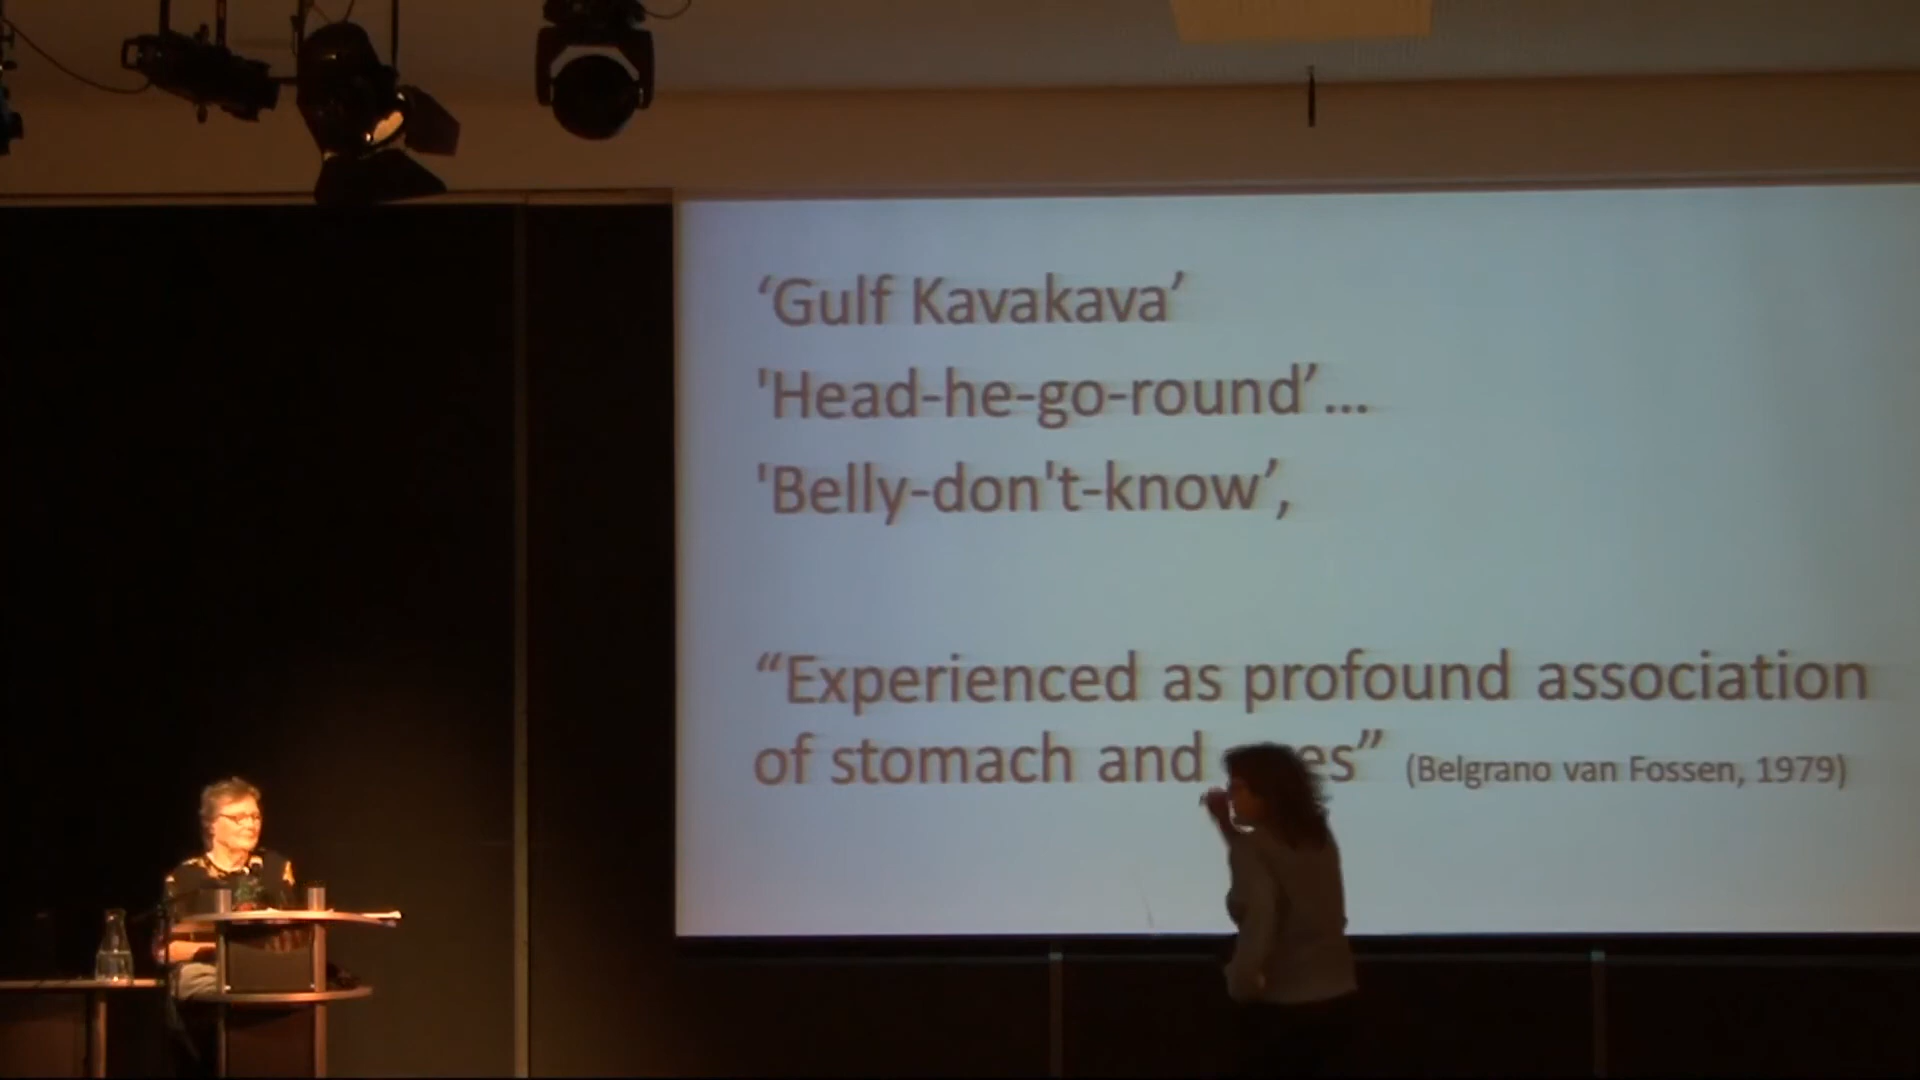 ‘Gulf Kavakava’
'Head-he-go-round’...
'Belly-don't-know’,
“Experienced as profound association
of stomach and (Belgrano van Fossen, 1979)